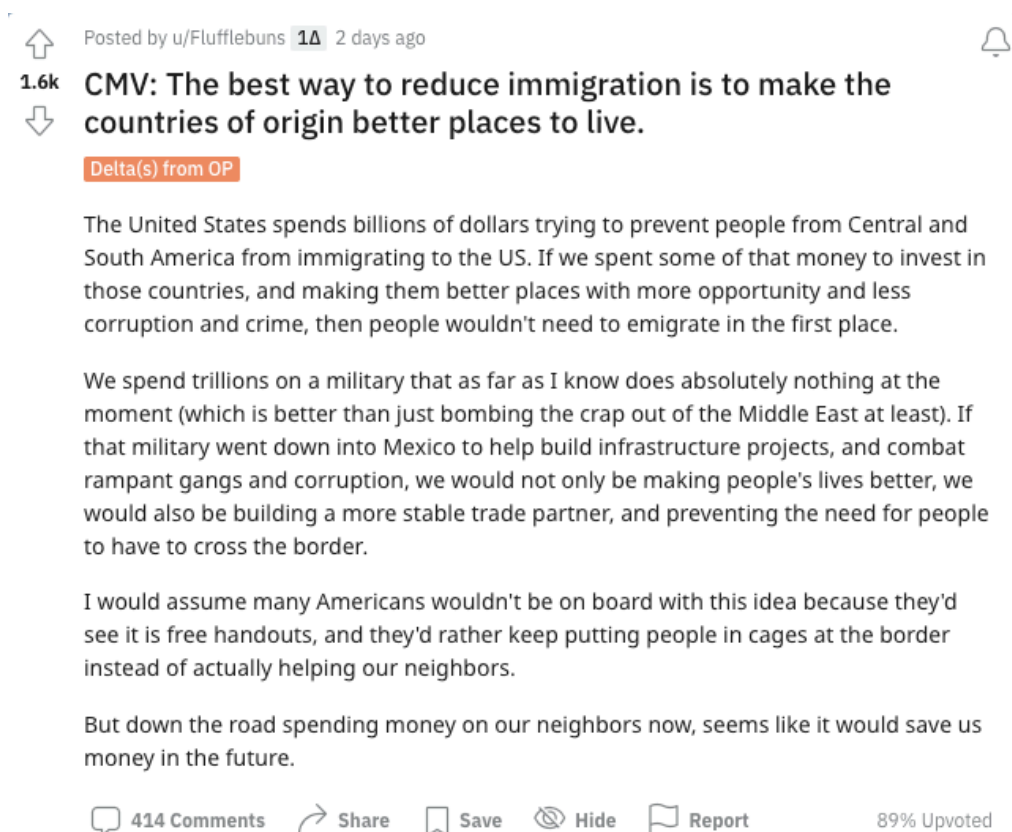 Posted by u/Flufflebuns 1Δ 2 days ago
1.6k
CMV: The best way to reduce immigration is to make the
countries of origin better places to live.
Delta(s) from OP
The United States spends billions of dollars trying to prevent people from Central and
South America from immigrating to the US. If we spent some of that money to invest in
those countries, and making them better places with more opportunity and less
corruption and crime, then people wouldn't need to emigrate in the first place.
We spend trillions on a military that as far as I know does absolutely nothing at the
moment (which is better than just bombing the crap out of the Middle East at least). If
that military went down into Mexico to help build infrastructure projects, and combat
rampant gangs and corruption, we would not only be making people's lives better, we
would also be building a more stable trade partner, and preventing the need for people
to have to cross the border.
I would assume many Americans wouldn't be on board with this idea because they'd
see it is free handouts, and they'd rather keep putting people in cages at the border
instead of actually helping our neighbors.
But down the road spending money on our neighbors now, seems like it would save us
money in the future.
414 Comments Share Save Hide Report 89% Upvoted